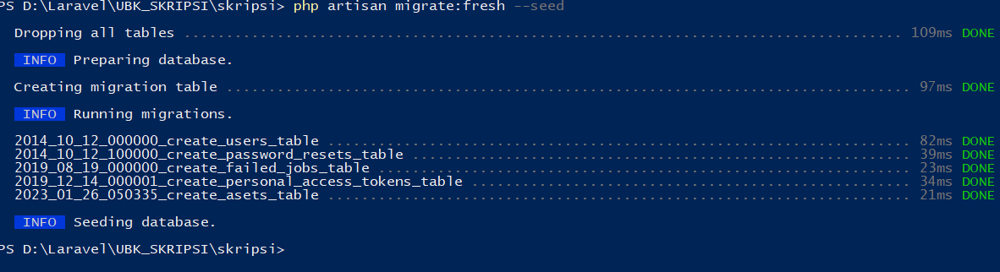 PS D:\Laravel\UBK_SKRIPSI\skripsi> php artisan migrate:fresh --seed
Dropping all tables ..................................................................................... 109ms DONE
INFO Preparing database.
Creating migration table ................................................................................. 97ms DONE
INFO Running migrations.
2014_10_12_000000_create_users_table ..................................................................... 82ms DONE
2014_10_12_100000_create_password_resets_table ........................................................... 39ms DONE
2019_08_19_000000_create_failed_jobs_table ............................................................... 23ms DONE
2019_12_14_000001_create_personal_access_tokens_table .................................................... 34ms DONE
2023_01_26_050335_create_asets_table ..................................................................... 21ms DONE
INFO Seeding database.
PS D:\Laravel\UBK_SKRIPSI\skripsi>